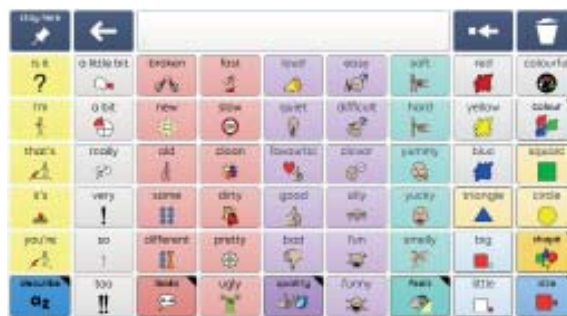 stay here
is it a little bit broken fast loud easy soft red colourful
I'm a bit new slow quiet difficult hard yellow colour
that's really old clean favourite clever yummy blue square
it's very same dirty good silly yucky triangle circle
you're so different pretty bad fun smelly big shape
describe too looks ugly quality funny feels little size